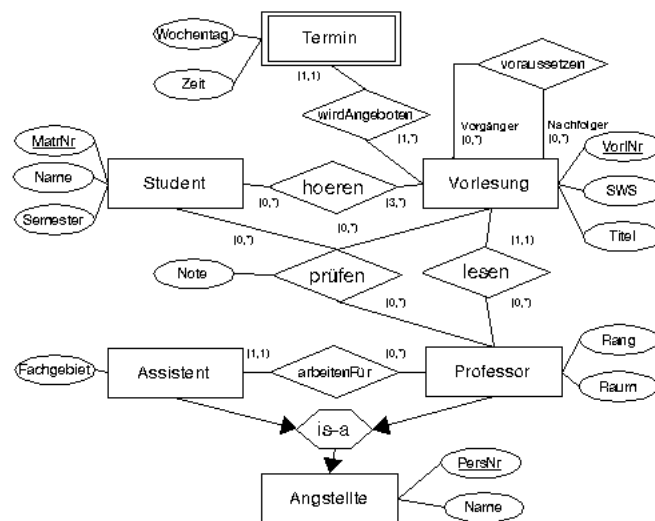 Wochentag
Termin
Zeit
[1,1]
voraussetzen
wirdAngeboten
[1,*]
Vorgänger
[0,*]
Nachfolger
[0,*]
MatrNr
Name
Semester
Student
[0,*]
hoeren
[3,*]
Vorlesung
VorlNr
SWS
Titel
[0,*]
[0,*]
[1,1]
Note
prüfen
lesen
[0,*]
[0,*]
Fachgebiet
Assistent
[1,1]
arbeitenFür
[0,*]
Professor
Rang
Raum
is-a
Angstellte
PersNr
Name